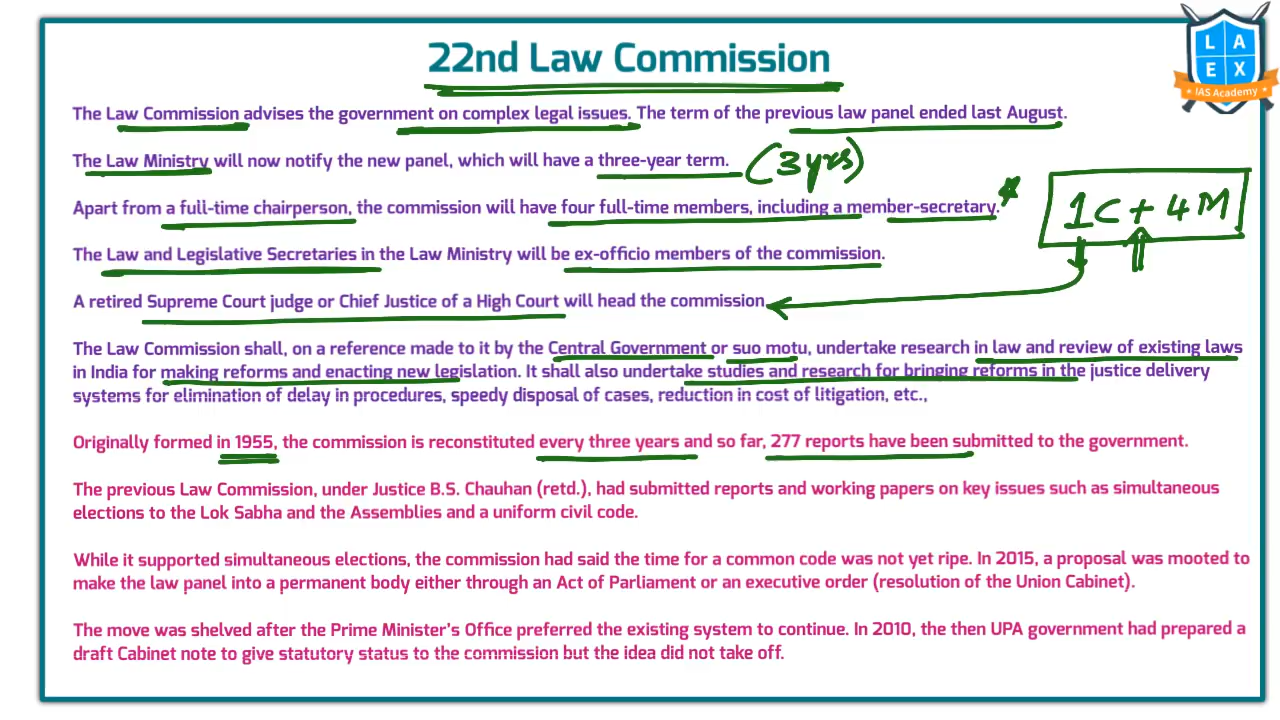 22nd Law Commission
L A
E X
IAS Academy
The Law Commission advises the government on complex legal issues. The term of the previous law panel ended last August.
The Law Ministry will now notify the new panel, which will have a three-year term. (3 yrs)
Apart from a full-time chairperson, the commission will have four full-time members, including a member-secretary.
1C + 4M
The Law and Legislative Secretaries in the Law Ministry will be ex-officio members of the commission.
A retired Supreme Court judge or Chief Justice of a High Court will head the commission
The Law Commission shall, on a reference made to it by the Central Government or suo motu, undertake research in law and review of existing laws
in India for making reforms and enacting new legislation. It shall also undertake studies and research for bringing reforms in the justice delivery
systems for elimination of delay in procedures, speedy disposal of cases, reduction in cost of litigation, etc.,
Originally formed in 1955, the commission is reconstituted every three years and so far, 277 reports have been submitted to the government.
The previous Law Commission, under Justice B.S. Chauhan (retd.), had submitted reports and working papers on key issues such as simultaneous
elections to the Lok Sabha and the Assemblies and a uniform civil code.
While it supported simultaneous elections, the commission had said the time for a common code was not yet ripe. In 2015, a proposal was mooted to
make the law panel into a permanent body either through an Act of Parliament or an executive order (resolution of the Union Cabinet).
The move was shelved after the Prime Minister's Office preferred the existing system to continue. In 2010, the then UPA government had prepared a
draft Cabinet note to give statutory status to the commission but the idea did not take off.